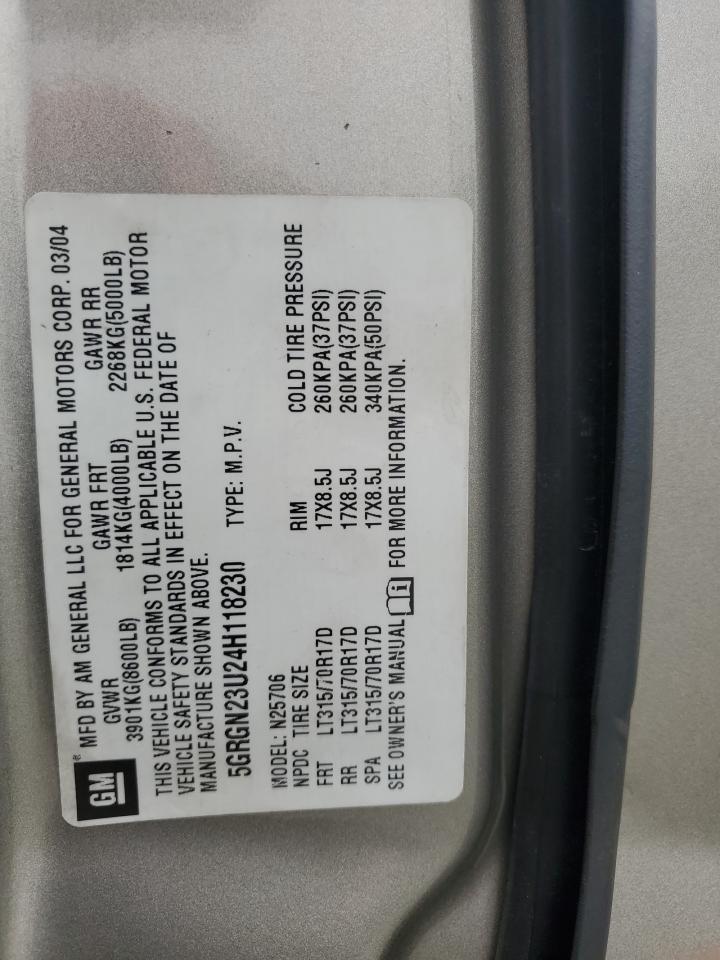 GM® MFD BY AM GENERAL LLC FOR GENERAL MOTORS CORP. 03/04
GVWR GAWR FRT GAWR RR
3901KG(8600LB) 1814KG(4000LB) 2268KG(5000LB)
THIS VEHICLE CONFORMS TO ALL APPLICABLE U.S. FEDERAL MOTOR
VEHICLE SAFETY STANDARDS IN EFFECT ON THE DATE OF
MANUFACTURE SHOWN ABOVE.
5GRGN23U24H118230 TYPE: M.P.V.
MODEL: N25706
NPDC TIRE SIZE RIM COLD TIRE PRESSURE
FRT LT315/70R17D 17X8.5J 260KPA(37PSI)
RR LT315/70R17D 17X8.5J 260KPA(37PSI)
SPA LT315/70R17D 17X8.5J 340KPA(50PSI)
SEE OWNER'S MANUAL i FOR MORE INFORMATION.